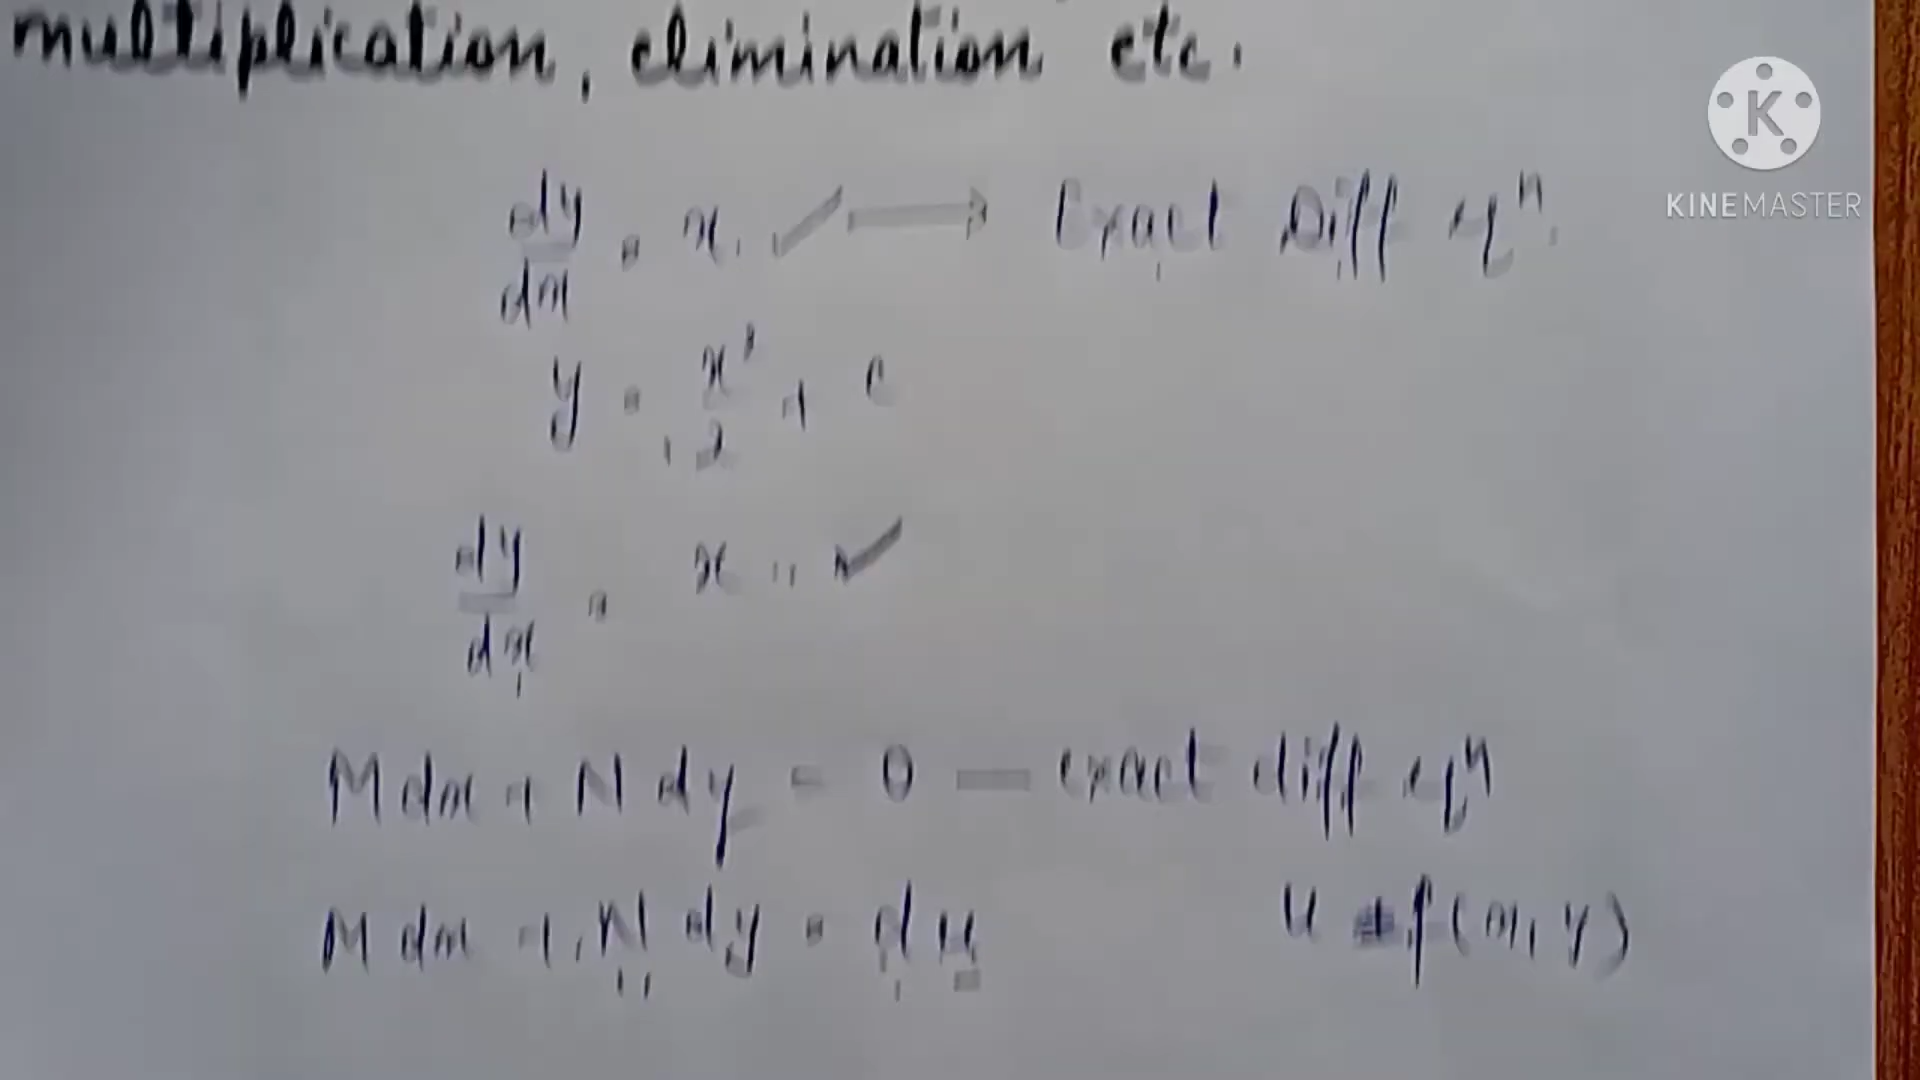 multiplication, elimination etc.
K
KINEMASTER
dy/dx = x. ✓ → Exact Diff eqⁿ.
y = x²/2 + c
dy/dx = x ✓
M dx + N dy = 0 — exact diff eqⁿ
M dx + N dy = du u = f(x, y)